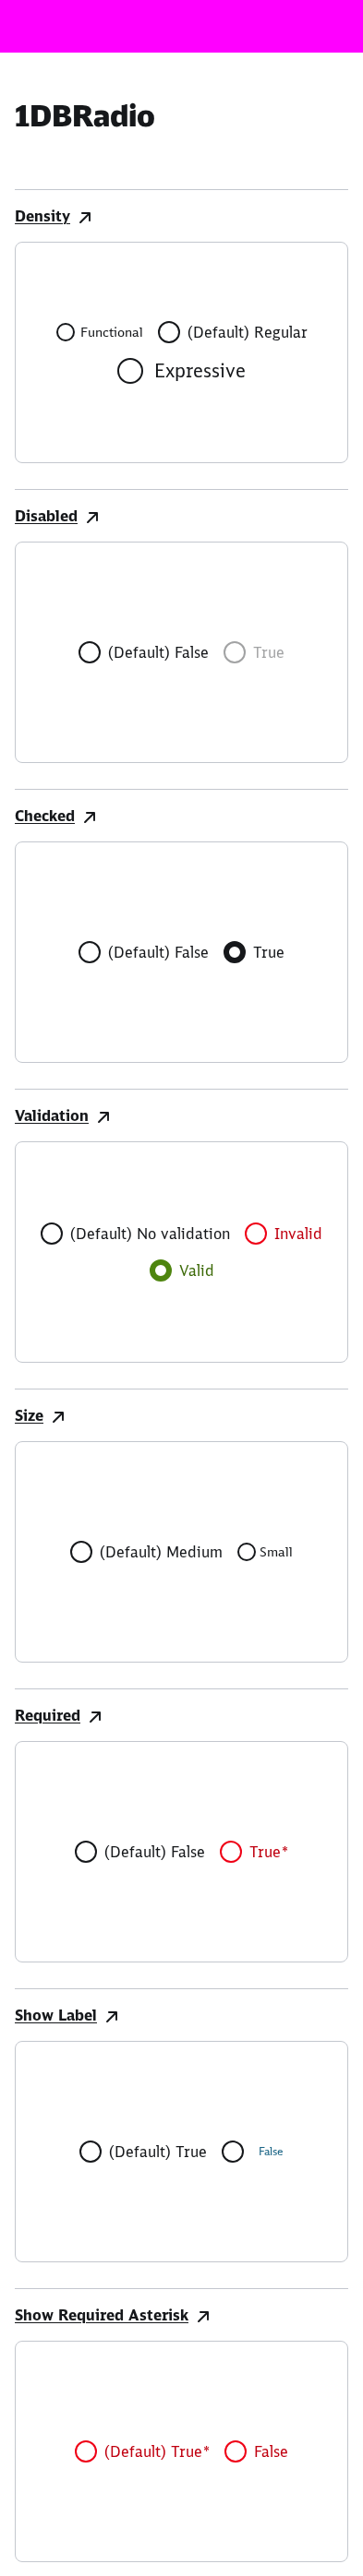 1DBRadio
Density
Functional (Default) Regular
Expressive
Disabled
(Default) False True
Checked
(Default) False True
Validation
(Default) No validation Invalid
Valid
Size
(Default) Medium Small
Required
(Default) False True*
Show Label
(Default) True False
Show Required Asterisk
(Default) True* False